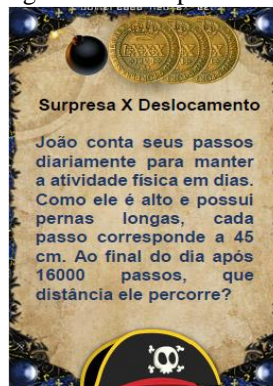 Surpresa X Deslocamento
João conta seus passos
diariamente para manter
a atividade física em dias.
Como ele é alto e possui
pernas longas, cada
passo corresponde a 45
cm. Ao final do dia após
16000 passos, que
distância ele percorre?